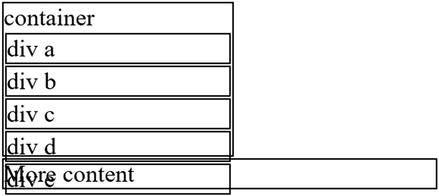 container
div a
div b
div c
div d
More content
div e